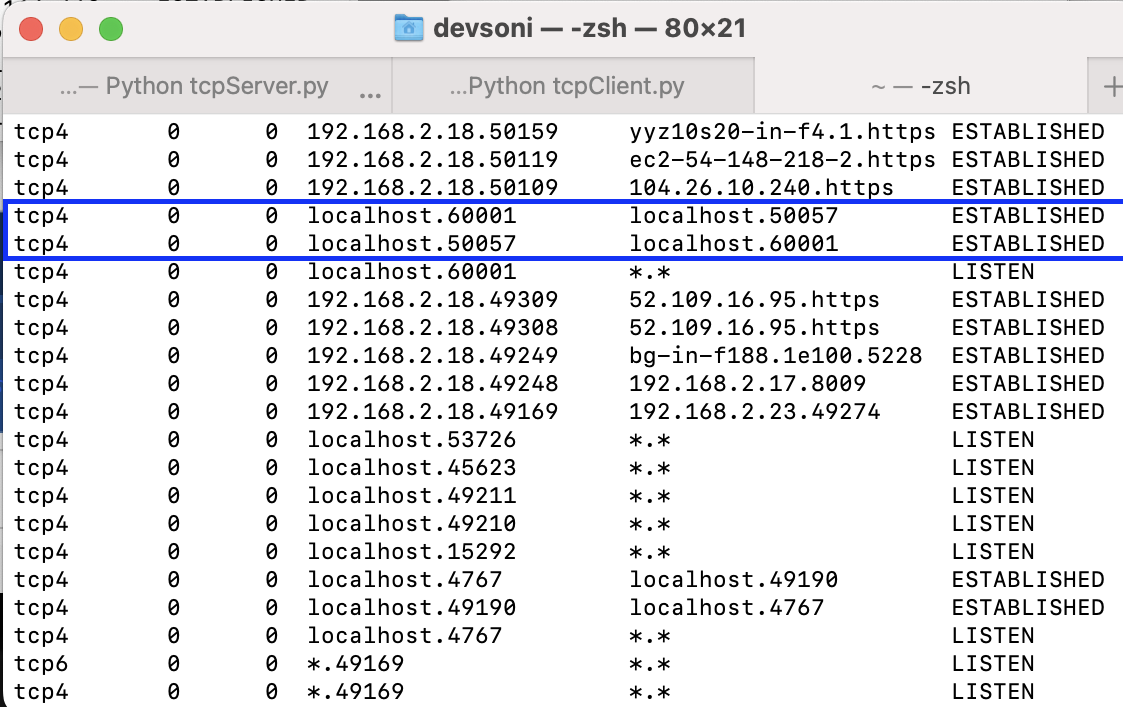 devsoni — -zsh — 80×21
...— Python tcpServer.py ... ...Python tcpClient.py ~ — -zsh +
tcp4 0 0 192.168.2.18.50159 yyz10s20-in-f4.1.https ESTABLISHED
tcp4 0 0 192.168.2.18.50119 ec2-54-148-218-2.https ESTABLISHED
tcp4 0 0 192.168.2.18.50109 104.26.10.240.https ESTABLISHED
tcp4 0 0 localhost.60001 localhost.50057 ESTABLISHED
tcp4 0 0 localhost.50057 localhost.60001 ESTABLISHED
tcp4 0 0 localhost.60001 *.* LISTEN
tcp4 0 0 192.168.2.18.49309 52.109.16.95.https ESTABLISHED
tcp4 0 0 192.168.2.18.49308 52.109.16.95.https ESTABLISHED
tcp4 0 0 192.168.2.18.49249 bg-in-f188.1e100.5228 ESTABLISHED
tcp4 0 0 192.168.2.18.49248 192.168.2.17.8009 ESTABLISHED
tcp4 0 0 192.168.2.18.49169 192.168.2.23.49274 ESTABLISHED
tcp4 0 0 localhost.53726 *.* LISTEN
tcp4 0 0 localhost.45623 *.* LISTEN
tcp4 0 0 localhost.49211 *.* LISTEN
tcp4 0 0 localhost.49210 *.* LISTEN
tcp4 0 0 localhost.15292 *.* LISTEN
tcp4 0 0 localhost.4767 localhost.49190 ESTABLISHED
tcp4 0 0 localhost.49190 localhost.4767 ESTABLISHED
tcp4 0 0 localhost.4767 *.* LISTEN
tcp6 0 0 *.49169 *.* LISTEN
tcp4 0 0 *.49169 *.* LISTEN